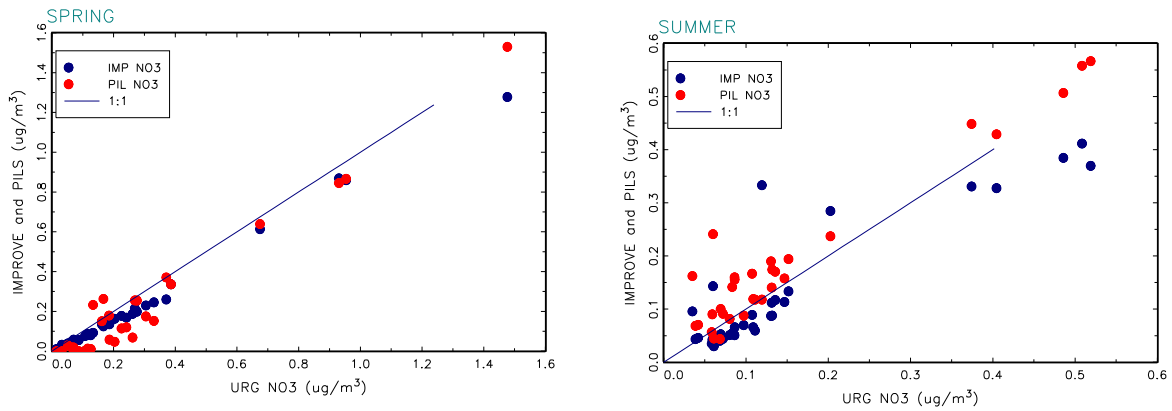 SPRING
IMP NO3
PIL NO3
1:1
IMPROVE and PILS (ug/m3)
0.0 0.2 0.4 0.6 0.8 1.0 1.2 1.4 1.6
0.0 0.2 0.4 0.6 0.8 1.0 1.2 1.4 1.6
URG NO3 (ug/m3)
SUMMER
IMP NO3
PIL NO3
1:1
IMPROVE and PILS (ug/m3)
0.0 0.1 0.2 0.3 0.4 0.5 0.6
0.0 0.1 0.2 0.3 0.4 0.5 0.6
URG NO3 (ug/m3)